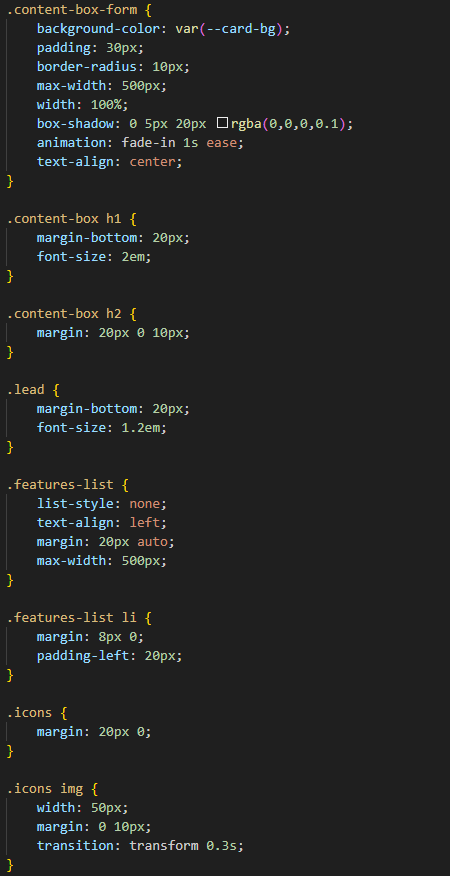 .content-box-form {
    background-color: var(--card-bg);
    padding: 30px;
    border-radius: 10px;
    max-width: 500px;
    width: 100%;
    box-shadow: 0 5px 20px rgba(0,0,0,0.1);
    animation: fade-in 1s ease;
    text-align: center;
}

.content-box h1 {
    margin-bottom: 20px;
    font-size: 2em;
}

.content-box h2 {
    margin: 20px 0 10px;
}

.lead {
    margin-bottom: 20px;
    font-size: 1.2em;
}

.features-list {
    list-style: none;
    text-align: left;
    margin: 20px auto;
    max-width: 500px;
}

.features-list li {
    margin: 8px 0;
    padding-left: 20px;
}

.icons {
    margin: 20px 0;
}

.icons img {
    width: 50px;
    margin: 0 10px;
    transition: transform 0.3s;
}